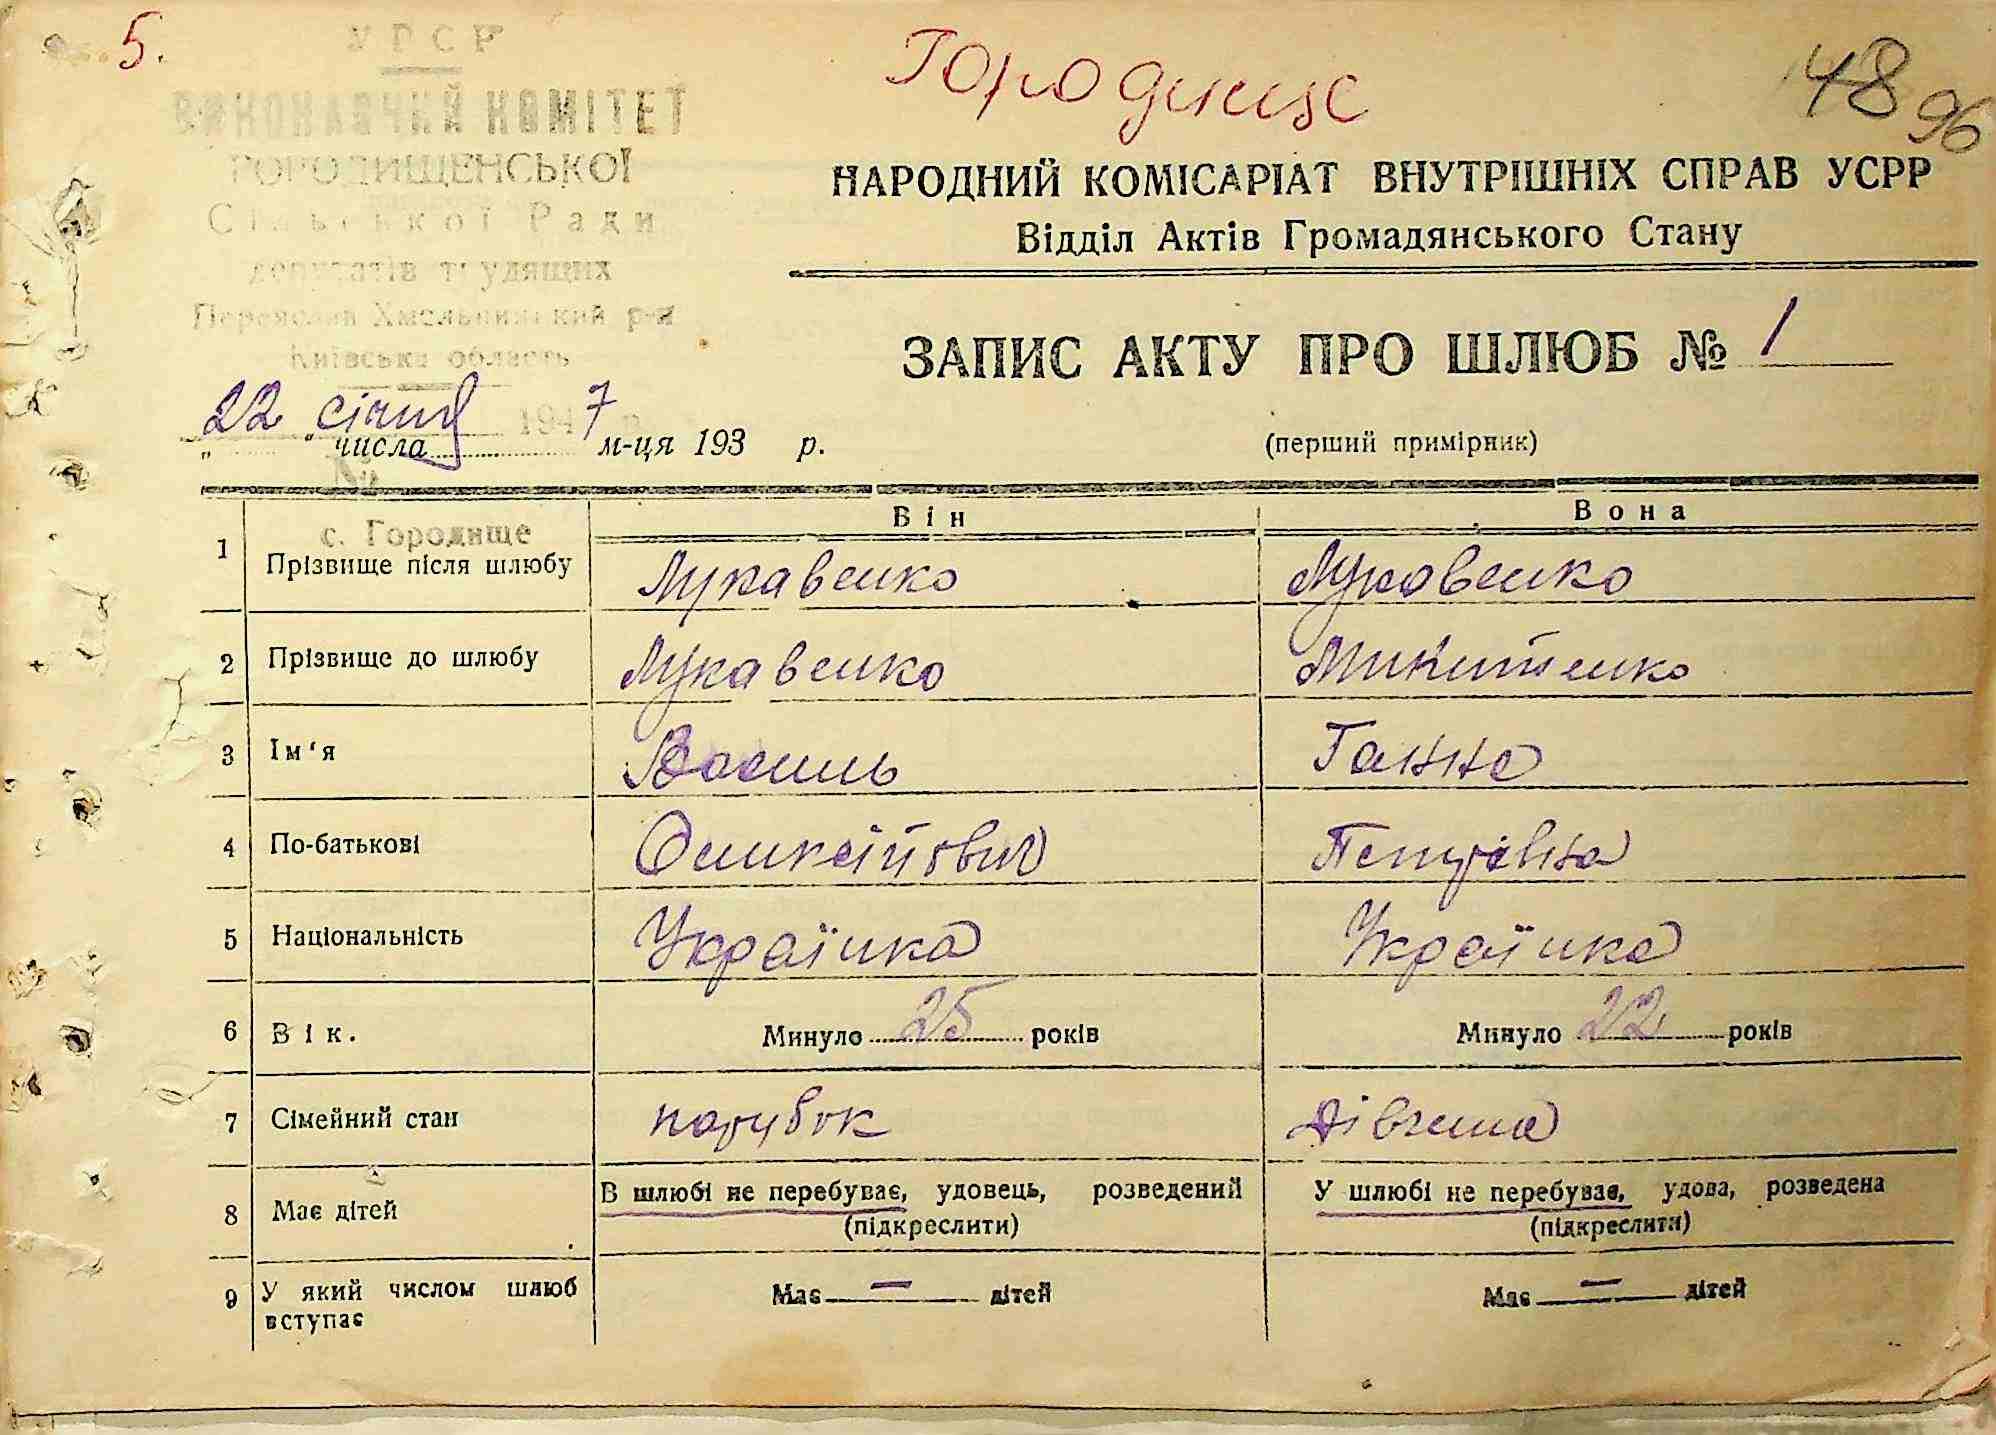 5.
УРСР
ВИКОНАВЧИЙ КОМІТЕТ
ГОРОДИЩЕНСЬКОЇ
Сільської Ради
депутатів трудящих
Переяслав Хмельницький р-н
Київська область
22 січня 1947 р.
„ " числа м-ця 193 р.
№
с. Городище
Городище
48
96
НАРОДНИЙ КОМІСАРІАТ ВНУТРІШНІХ СПРАВ УСРР
Відділ Актів Громадянського Стану
ЗАПИС АКТУ ПРО ШЛЮБ № 1
(перший примірник)
Він Вона
1 Прізвище після шлюбу Лукавенко Луковенко
2 Прізвище до шлюбу Лукавенко Микитенко
3 Ім'я Василь Ганна
4 По-батькові Петрівна
5 Національність Українка Українка
6 Вік. Минуло 25 років Минуло 22 років
7 Сімейний стан парубок дівчина
8 Має дітей В шлюбі не перебуває, удовець, розведений У шлюбі не перебуває, удова, розведена
(підкреслити) (підкреслити)
9 У який числом шлюб вступає Має — дітей Має — дітей